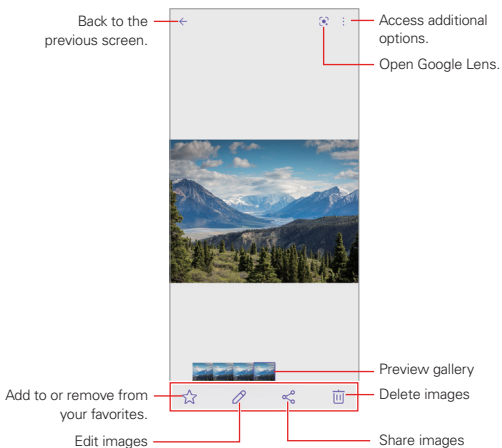 Back to the
previous screen.
Access additional
options.
Open Google Lens.
Preview gallery
Add to or remove from
your favorites.
Delete images
Edit images
Share images